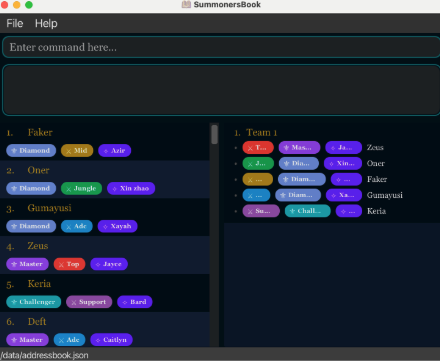 SummonersBook
File Help
Enter command here...
1. Faker
Diamond Mid Azir
2. Oner
Diamond Jungle Xin zhao
3. Gumayusi
Diamond Adc Xayah
4. Zeus
Master Top Jayce
5. Keria
Challenger Support Bard
6. Deft
Master Adc Caitlyn
1. Team 1
T... Mas... Ja... Zeus
J... Dia... Xin... Oner
... Diam... ... Faker
... Diam... Xa... Gumayusi
Su... Chall... ... Keria
/data/addressbook.json